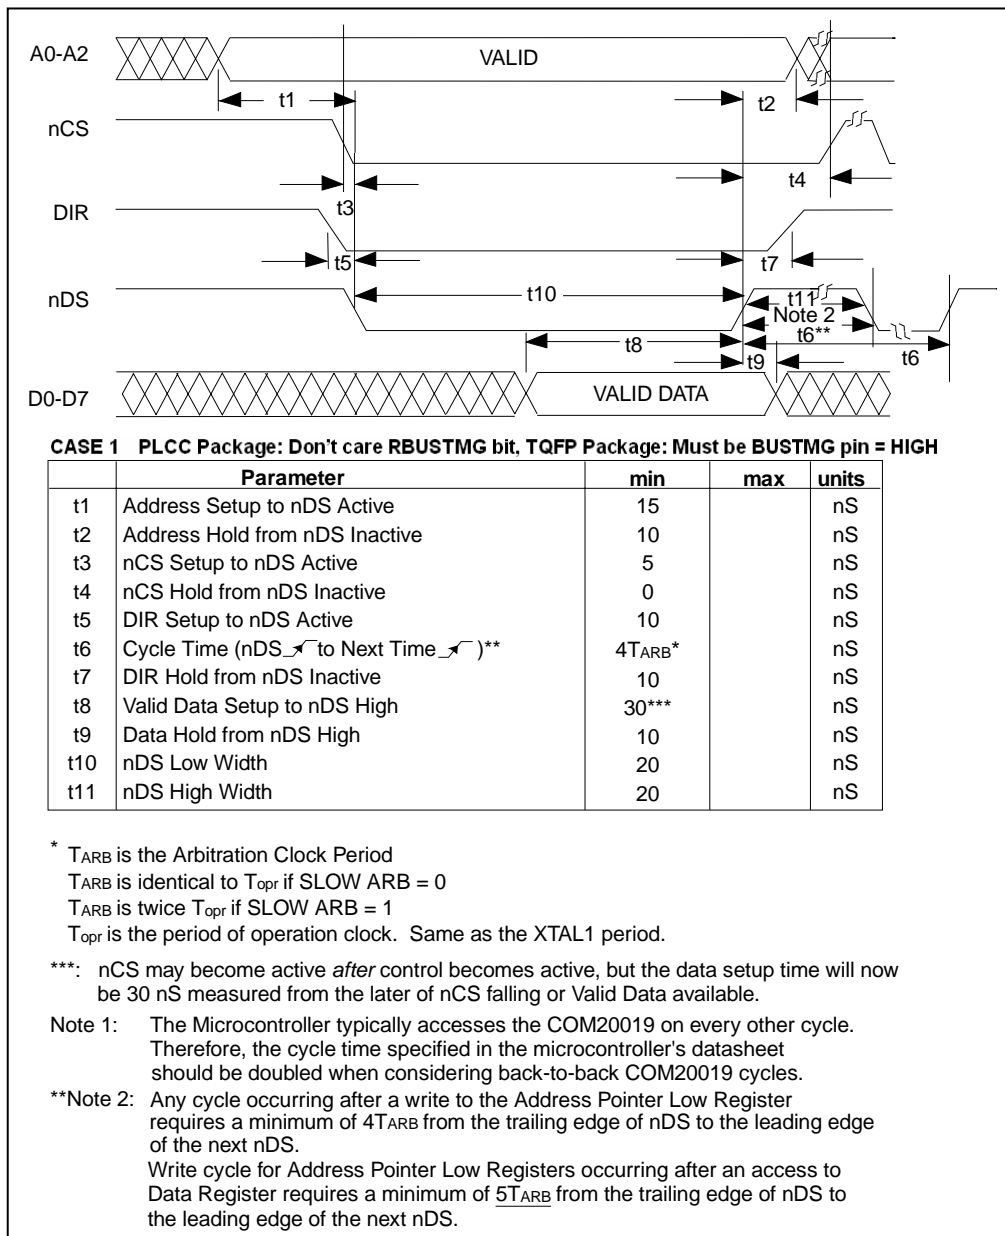 A0-A2
VALID
t1
t2
nCS
t3
t4
DIR
t5
t7
nDS
t10
t11
Note 2
t6**
t8
t6
t9
D0-D7
VALID DATA
CASE 1 PLCC Package: Don't care RBUSTMG bit, TQFP Package: Must be BUSTMG pin = HIGH
Parameter min max units
t1 Address Setup to nDS Active 15 nS
t2 Address Hold from nDS Inactive 10 nS
t3 nCS Setup to nDS Active 5 nS
t4 nCS Hold from nDS Inactive 0 nS
t5 DIR Setup to nDS Active 10 nS
t6 Cycle Time (nDS to Next Time )** 4TARB* nS
t7 DIR Hold from nDS Inactive 10 nS
t8 Valid Data Setup to nDS High 30*** nS
t9 Data Hold from nDS High 10 nS
t10 nDS Low Width 20 nS
t11 nDS High Width 20 nS
* TARB is the Arbitration Clock Period
TARB is identical to Topr if SLOW ARB = 0
TARB is twice Topr if SLOW ARB = 1
Topr is the period of operation clock. Same as the XTAL1 period.
***: nCS may become active after control becomes active, but the data setup time will now
be 30 nS measured from the later of nCS falling or Valid Data available.
Note 1: The Microcontroller typically accesses the COM20019 on every other cycle.
Therefore, the cycle time specified in the microcontroller's datasheet
should be doubled when considering back-to-back COM20019 cycles.
**Note 2: Any cycle occurring after a write to the Address Pointer Low Register
requires a minimum of 4TARB from the trailing edge of nDS to the leading edge
of the next nDS.
Write cycle for Address Pointer Low Registers occurring after an access to
Data Register requires a minimum of 5TARB from the trailing edge of nDS to
the leading edge of the next nDS.